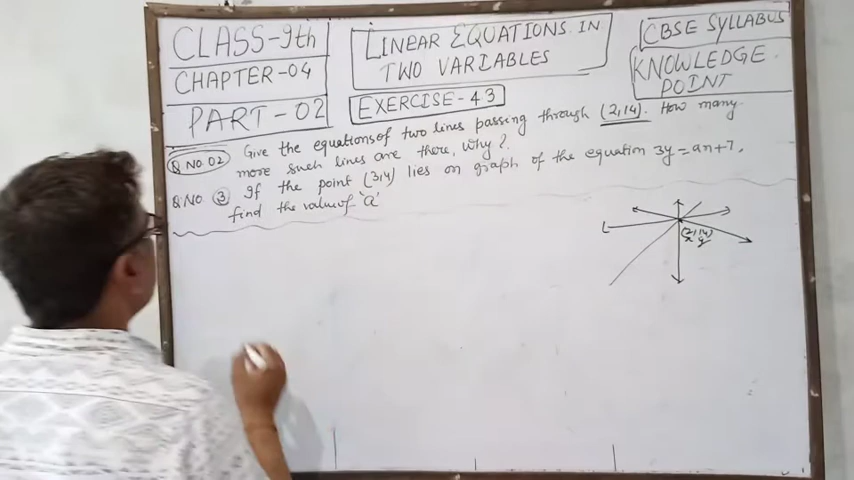 CLASS-9th
CHAPTER-04
PART-02
LINEAR EQUATIONS IN
TWO VARIABLES
EXERCISE-43
CBSE SYLLABUS
KNOWLEDGE
POINT
Q No 02 Give the equations of two lines passing through (2,14). How many
more such lines are there, why?
Q No 3 If the point (3,4) lies on graph of the equation 3y=ax+7,
find the value of 'a'
(2,14)
x y